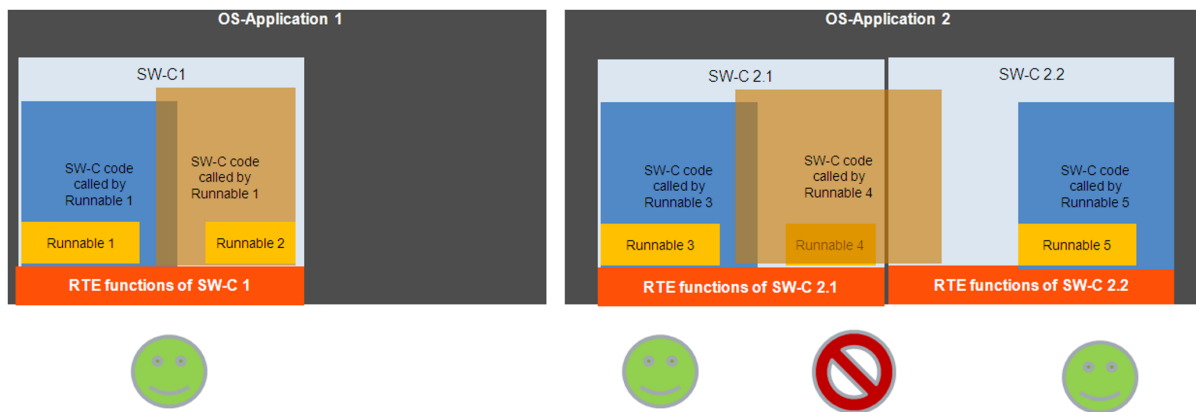 OS-Application 1
OS-Application 2
SW-C1
SW-C code
called by
Runnable 1
SW-C code
called by
Runnable 1
Runnable 1
Runnable 2
RTE functions of SW-C 1
SW-C 2.1
SW-C 2.2
SW-C code
called by
Runnable 3
SW-C code
called by
Runnable 4
SW-C code
called by
Runnable 5
Runnable 3
Runnable 4
Runnable 5
RTE functions of SW-C 2.1
RTE functions of SW-C 2.2